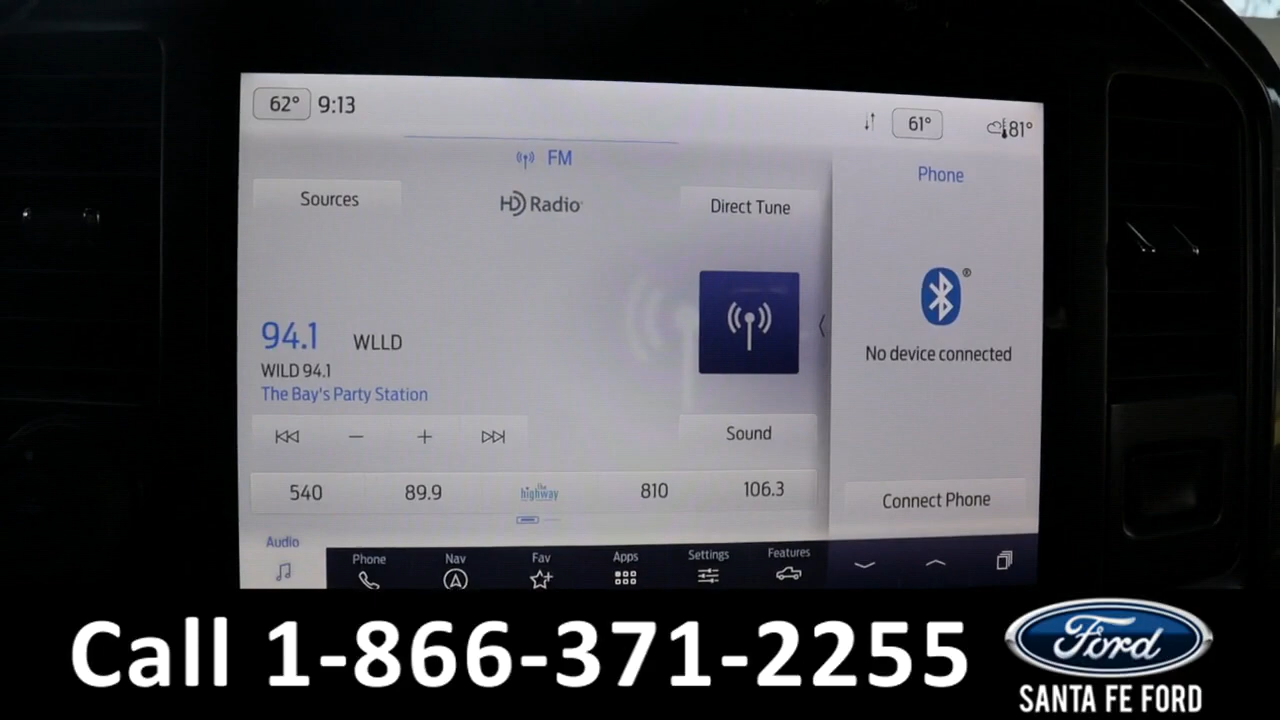 62° 9:13
61° 81°
FM
Phone
Sources
HD Radio
Direct Tune
94.1 WLLD
WILD 94.1
The Bay's Party Station
No device connected
Sound
540 89.9 the highway 810 106.3
Connect Phone
Audio Phone Nav Fav Apps Settings Features
Call 1-866-371-2255
Ford
SANTA FE FORD